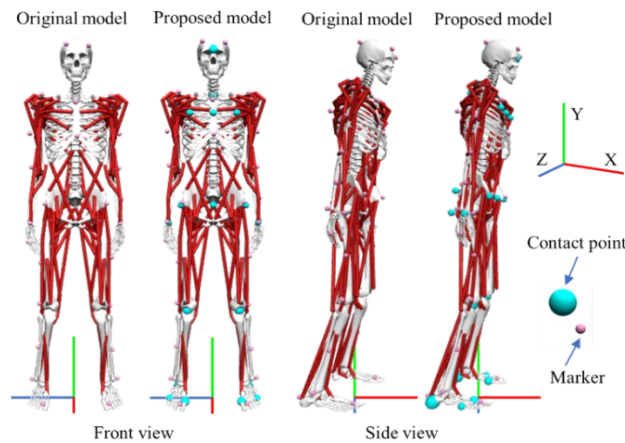 Original model
Proposed model
Original model
Proposed model
Y
Z
X
Contact point
Marker
Front view
Side view